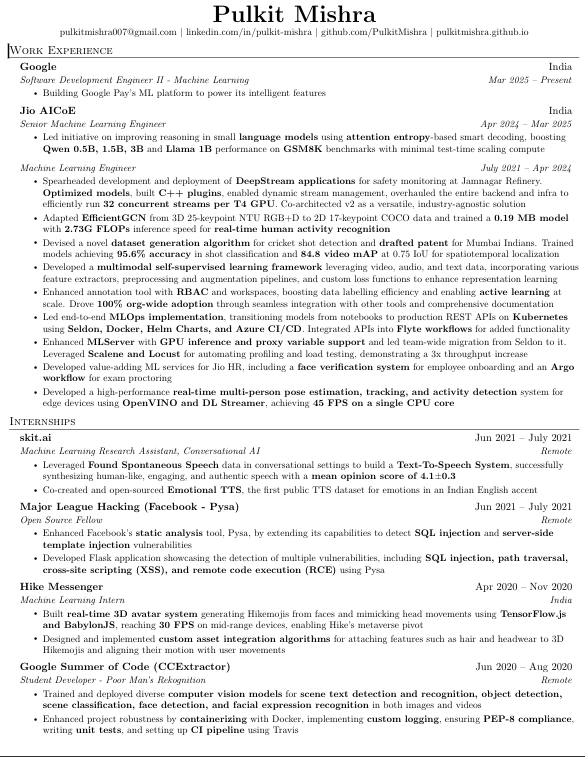 Pulkit Mishra
pulkitmishra007@gmail.com | linkedin.com/in/pulkit-mishra | github.com/PulkitMishra | pulkitmishra.github.io
Work Experience
Google India
Software Development Engineer II - Machine Learning Mar 2025 – Present
• Building Google Pay's ML platform to power its intelligent features
Jio AICoE India
Senior Machine Learning Engineer Apr 2024 – Mar 2025
• Led initiative on improving reasoning in small language models using attention entropy-based smart decoding, boosting
Qwen 0.5B, 1.5B, 3B and Llama 1B performance on GSM8K benchmarks with minimal test-time scaling compute
Machine Learning Engineer July 2021 – Apr 2024
• Spearheaded development and deployment of DeepStream applications for safety monitoring at Jamnagar Refinery.
Optimized models, built C++ plugins, enabled dynamic stream management, overhauled the entire backend and infra to
efficiently run 32 concurrent streams per T4 GPU. Co-architected v2 as a versatile, industry-agnostic solution
• Adapted EfficientGCN from 3D 25-keypoint NTU RGB+D to 2D 17-keypoint COCO data and trained a 0.19 MB model
with 2.73G FLOPs inference speed for real-time human activity recognition
• Devised a novel dataset generation algorithm for cricket shot detection and drafted patent for Mumbai Indians. Trained
models achieving 95.6% accuracy in shot classification and 84.8 video mAP at 0.75 IoU for spatiotemporal localization
• Developed a multimodal self-supervised learning framework leveraging video, audio, and text data, incorporating various
feature extractors, preprocessing and augmentation pipelines, and custom loss functions to enhance representation learning
• Enhanced annotation tool with RBAC and workspaces, boosting data labelling efficiency and enabling active learning at
scale. Drove 100% org-wide adoption through seamless integration with other tools and comprehensive documentation
• Led end-to-end MLOps implementation, transitioning models from notebooks to production REST APIs on Kubernetes
using Seldon, Docker, Helm Charts, and Azure CI/CD. Integrated APIs into Flyte workflows for added functionality
• Enhanced MLServer with GPU inference and proxy variable support and led team-wide migration from Seldon to it.
Leveraged Scalene and Locust for automating profiling and load testing, demonstrating a 3x throughput increase
• Developed value-adding ML services for Jio HR, including a face verification system for employee onboarding and an Argo
workflow for exam proctoring
• Developed a high-performance real-time multi-person pose estimation, tracking, and activity detection system for
edge devices using OpenVINO and DL Streamer, achieving 45 FPS on a single CPU core
Internships
skit.ai Jun 2021 – July 2021
Machine Learning Research Assistant, Conversational AI Remote
• Leveraged Found Spontaneous Speech data in conversational settings to build a Text-To-Speech System, successfully
synthesizing human-like, engaging, and authentic speech with a mean opinion score of 4.1±0.3
• Co-created and open-sourced Emotional TTS, the first public TTS dataset for emotions in an Indian English accent
Major League Hacking (Facebook - Pysa) Jun 2021 – July 2021
Open Source Fellow Remote
• Enhanced Facebook's static analysis tool, Pysa, by extending its capabilities to detect SQL injection and server-side
template injection vulnerabilities
• Developed Flask application showcasing the detection of multiple vulnerabilities, including SQL injection, path traversal,
cross-site scripting (XSS), and remote code execution (RCE) using Pysa
Hike Messenger Apr 2020 – Nov 2020
Machine Learning Intern India
• Built real-time 3D avatar system generating Hikemojis from faces and mimicking head movements using TensorFlow.js
and BabylonJS, reaching 30 FPS on mid-range devices, enabling Hike's metaverse pivot
• Designed and implemented custom asset integration algorithms for attaching features such as hair and headwear to 3D
Hikemojis and aligning their motion with user movements
Google Summer of Code (CCExtractor) Jun 2020 – Aug 2020
Student Developer - Poor Man's Rekognition Remote
• Trained and deployed diverse computer vision models for scene text detection and recognition, object detection,
scene classification, face detection, and facial expression recognition in both images and videos
• Enhanced project robustness by containerizing with Docker, implementing custom logging, ensuring PEP-8 compliance,
writing unit tests, and setting up CI pipeline using Travis